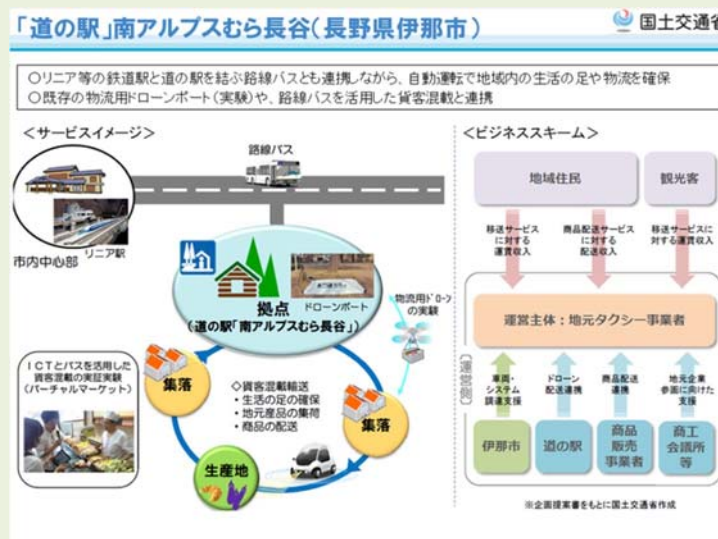 「道の駅」南アルプスむら長谷(長野県伊那市)
国土交通省
○リニア等の鉄道駅と道の駅を結ぶ路線バスとも連携しながら、自動運転で地域内の生活の足や物流を確保
○既存の物流用ドローンポート(実験)や、路線バスを活用した貨客混載と連携
<サービスイメージ>
路線バス
リニア駅
市内中心部
ドローンポート
拠点
(道の駅「南アルプスむら長谷」)
物流用ドローン
の実験
ICTとバスを活用した
貨客混載の実証実験
(バーチャルマーケット)
集落
◇貨客混載輸送
・生活の足の確保
・地元産品の集荷
・商品の配送
集落
生産地
<ビジネススキーム>
地域住民
観光客
移送サービス
に対する
運賃収入
商品配送サービス
に対する
配送収入
移送サービスに
対する運賃収入
運営主体:地元タクシー事業者
〔運営側〕
車両・
システム
調達支援
ドローン
配送連携
商品配送
連携
地元企業
参画に向けた
支援
伊那市
道の駅
商品
販売
事業者
商工
会議所
等
※企画提案書をもとに国土交通省作成